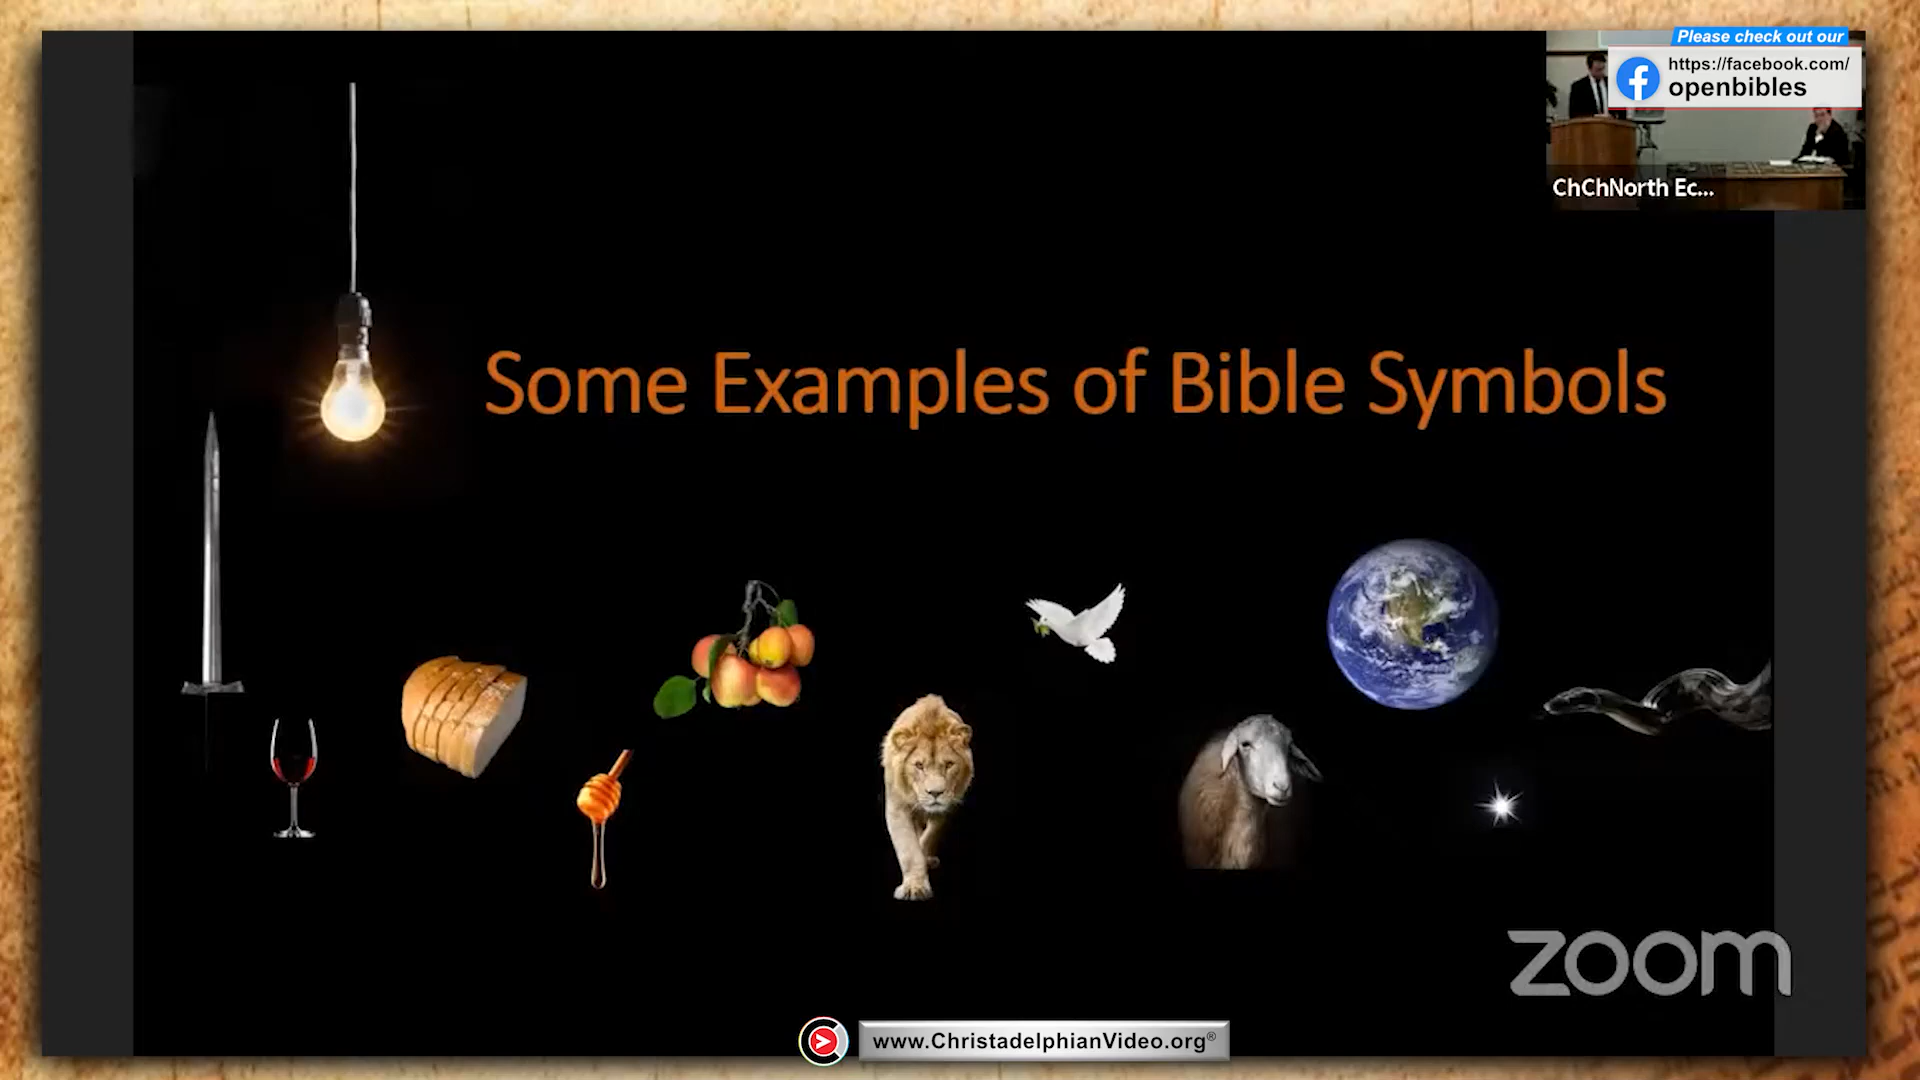 Please check out our
https://facebook.com/
openbibles
ChChNorth Ec...
Some Examples of Bible Symbols
zoom
www.ChristadelphianVideo.org®